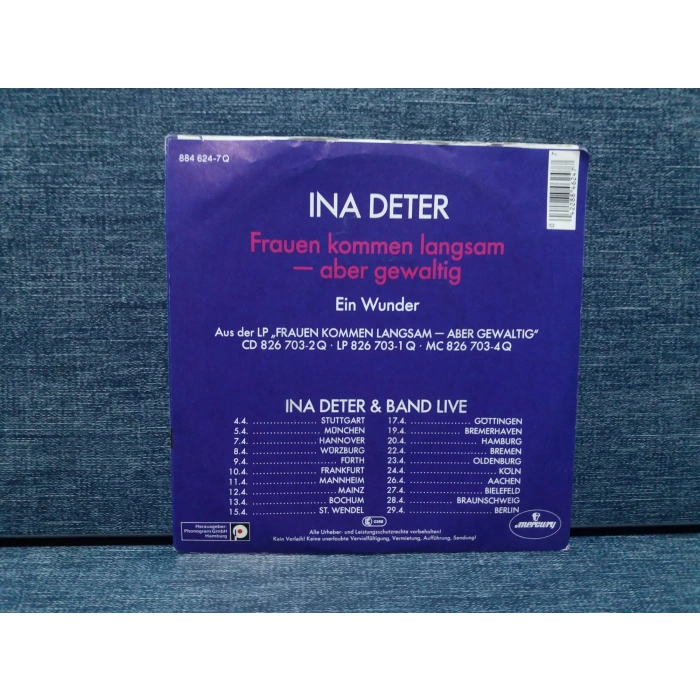 884 624-7 Q
INA DETER
Frauen kommen langsam
— aber gewaltig
Ein Wunder
Aus der LP „FRAUEN KOMMEN LANGSAM — ABER GEWALTIG“
CD 826 703-2 Q · LP 826 703-1 Q · MC 826 703-4 Q
INA DETER & BAND LIVE
4.4. ..................... STUTTGART
5.4. ..................... MÜNCHEN
7.4. ..................... HANNOVER
8.4. ..................... WÜRZBURG
9.4. ..................... FÜRTH
10.4. ..................... FRANKFURT
11.4. ..................... MANNHEIM
12.4. ..................... MAINZ
13.4. ..................... BOCHUM
15.4. ..................... ST. WENDEL
17.4. ..................... GÖTTINGEN
19.4. ..................... BREMERHAVEN
20.4. ..................... HAMBURG
22.4. ..................... BREMEN
23.4. ..................... OLDENBURG
24.4. ..................... KÖLN
26.4. ..................... AACHEN
27.4. ..................... BIELEFELD
28.4. ..................... BRAUNSCHWEIG
29.4. ..................... BERLIN
Herausgeber
Phonogram GmbH
Hamburg
mercury
Alle Urheber- und Leistungsschutzrechte vorbehalten!
Kein Verleih! Keine unerlaubte Vervielfältigung, Vermietung, Aufführung, Sendung!